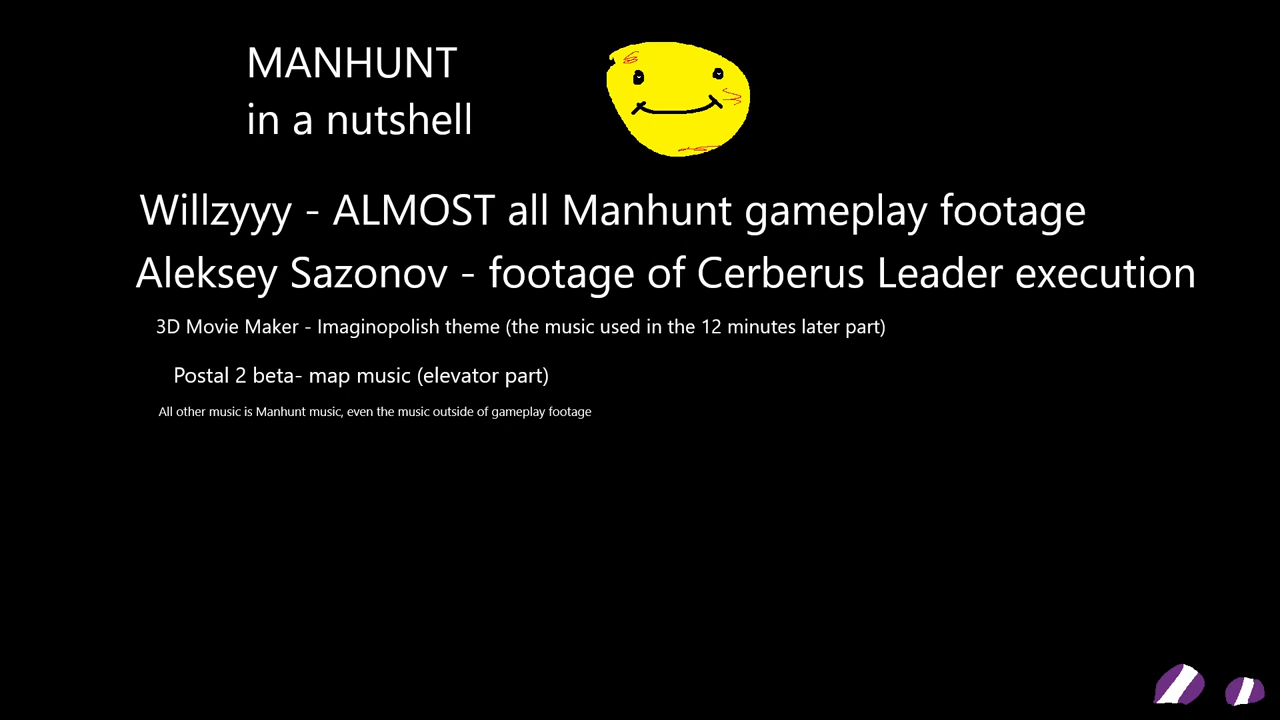 MANHUNT
in a nutshell
Willzyyy - ALMOST all Manhunt gameplay footage
Aleksey Sazonov - footage of Cerberus Leader execution
3D Movie Maker - Imaginopolish theme (the music used in the 12 minutes later part)
Postal 2 beta- map music (elevator part)
All other music is Manhunt music, even the music outside of gameplay footage